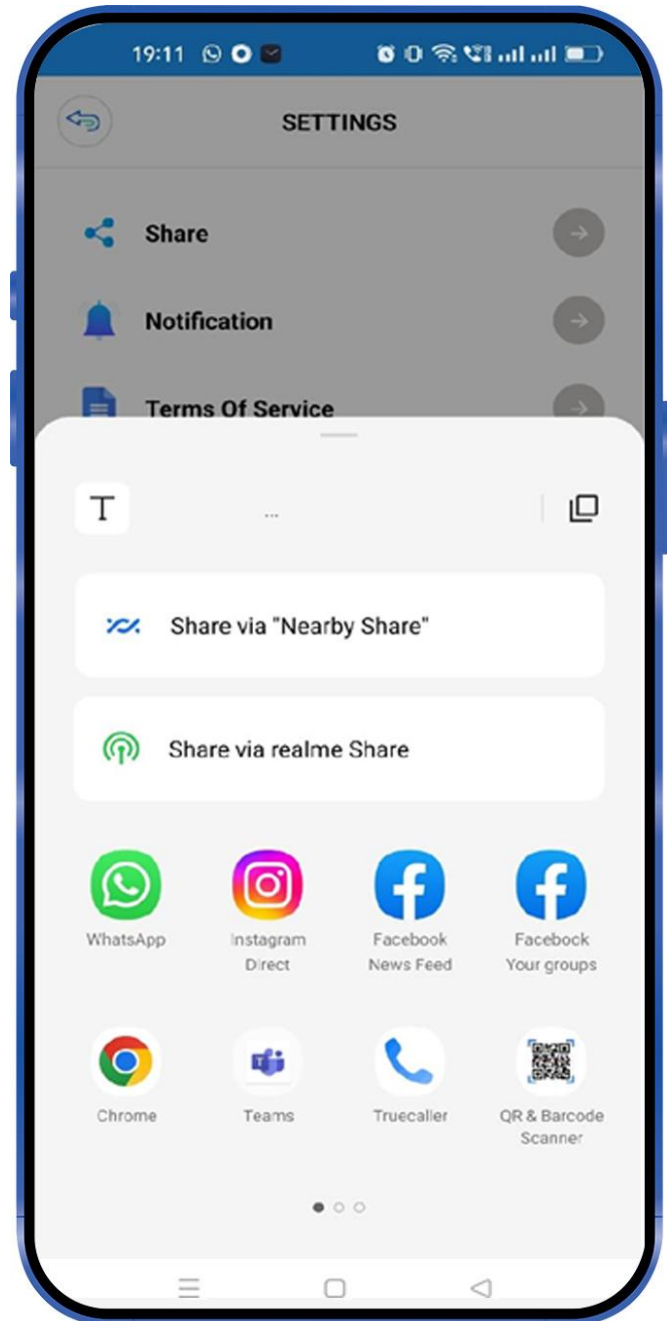 19:11
SETTINGS
Share
Notification
Terms Of Service
T ...
Share via "Nearby Share"
Share via realme Share
WhatsApp
Instagram
Direct
Facebook
News Feed
Facebook
Your groups
Chrome
Teams
Truecaller
QR & Barcode
Scanner